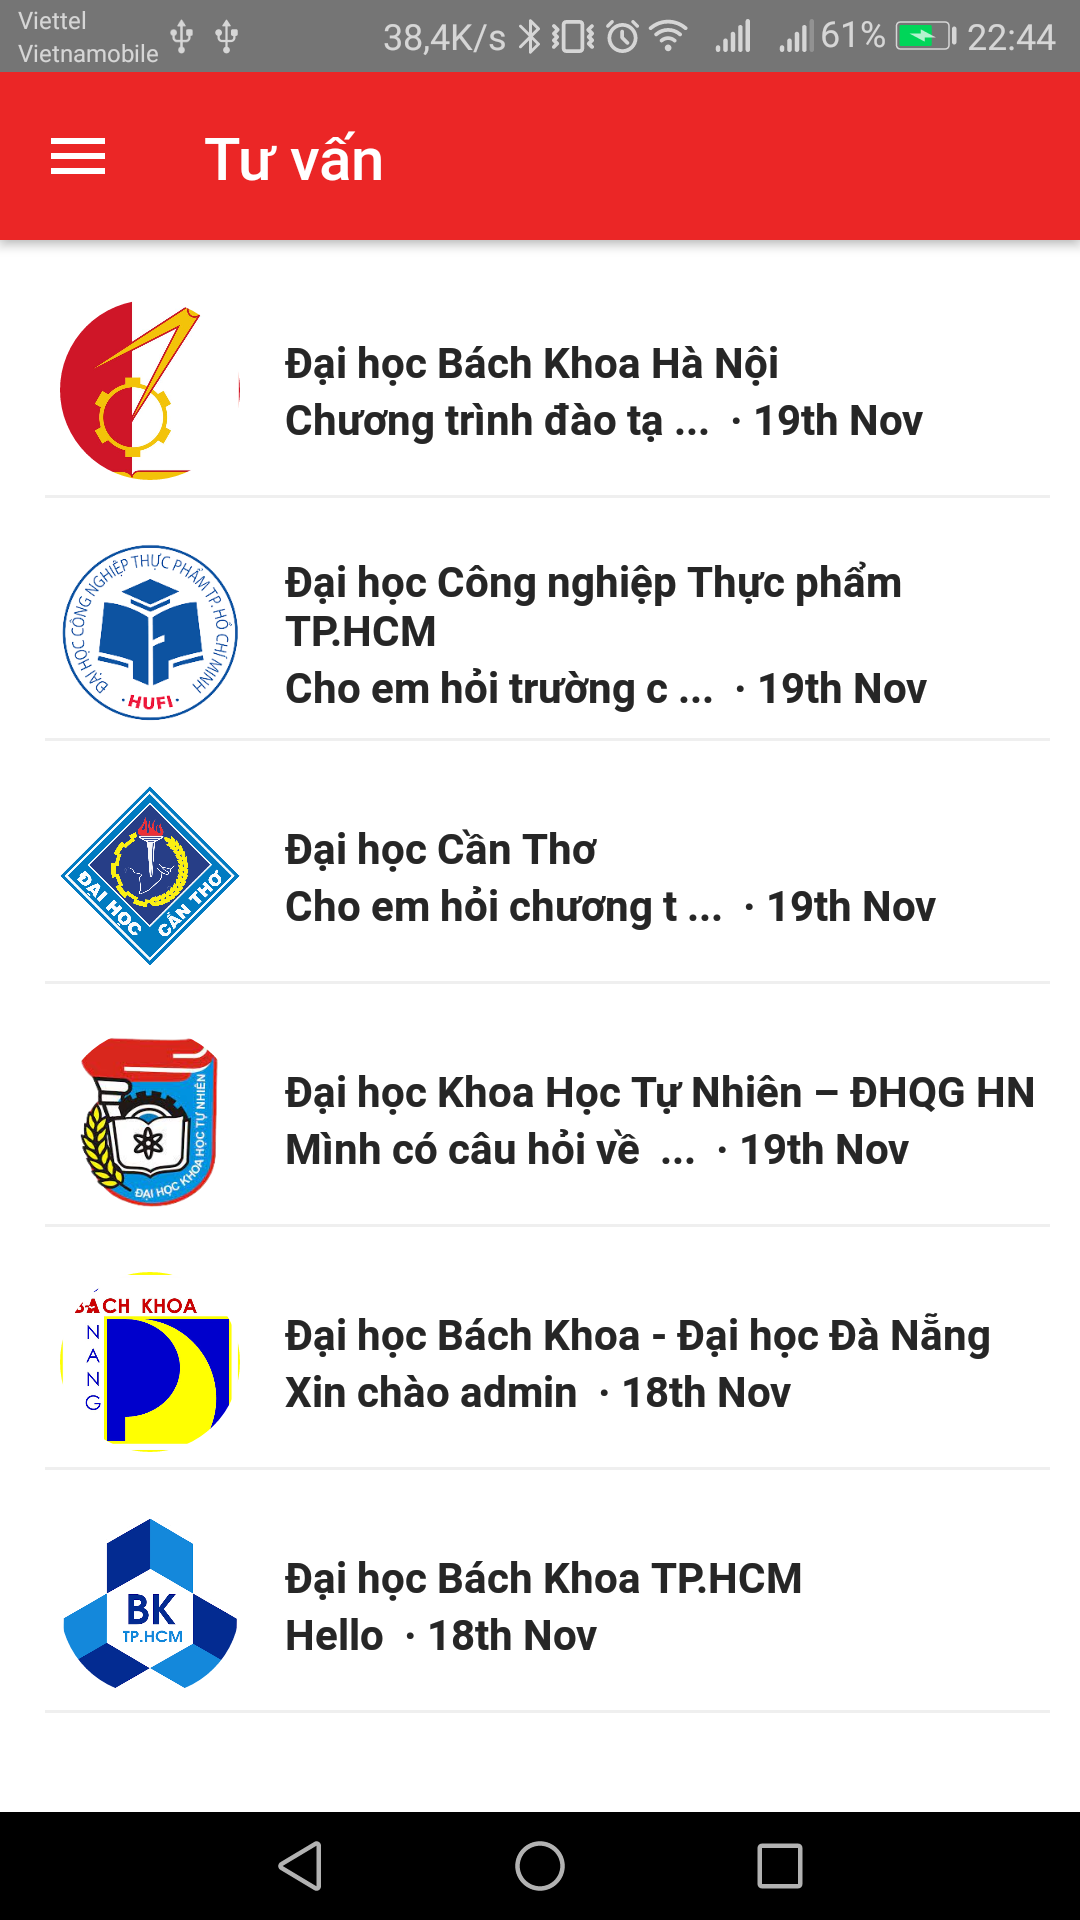 Viettel
Vietnamobile
38,4K/s
61%
22:44
Tư vấn
Đại học Bách Khoa Hà Nội
Chương trình đào tạ ... · 19th Nov
ĐẠI HỌC CÔNG NGHIỆP THỰC PHẨM TP. HỒ CHÍ MINH
· HUFI ·
Đại học Công nghiệp Thực phẩm
TP.HCM
Cho em hỏi trường c ... · 19th Nov
ĐẠI HỌC CẦN THƠ
Đại học Cần Thơ
Cho em hỏi chương t ... · 19th Nov
ĐẠI HỌC KHOA HỌC TỰ NHIÊN
Đại học Khoa Học Tự Nhiên – ĐHQG HN
Mình có câu hỏi về ... · 19th Nov
BÁCH KHOA
NANG
Đại học Bách Khoa - Đại học Đà Nẵng
Xin chào admin · 18th Nov
BK
TP.HCM
Đại học Bách Khoa TP.HCM
Hello · 18th Nov